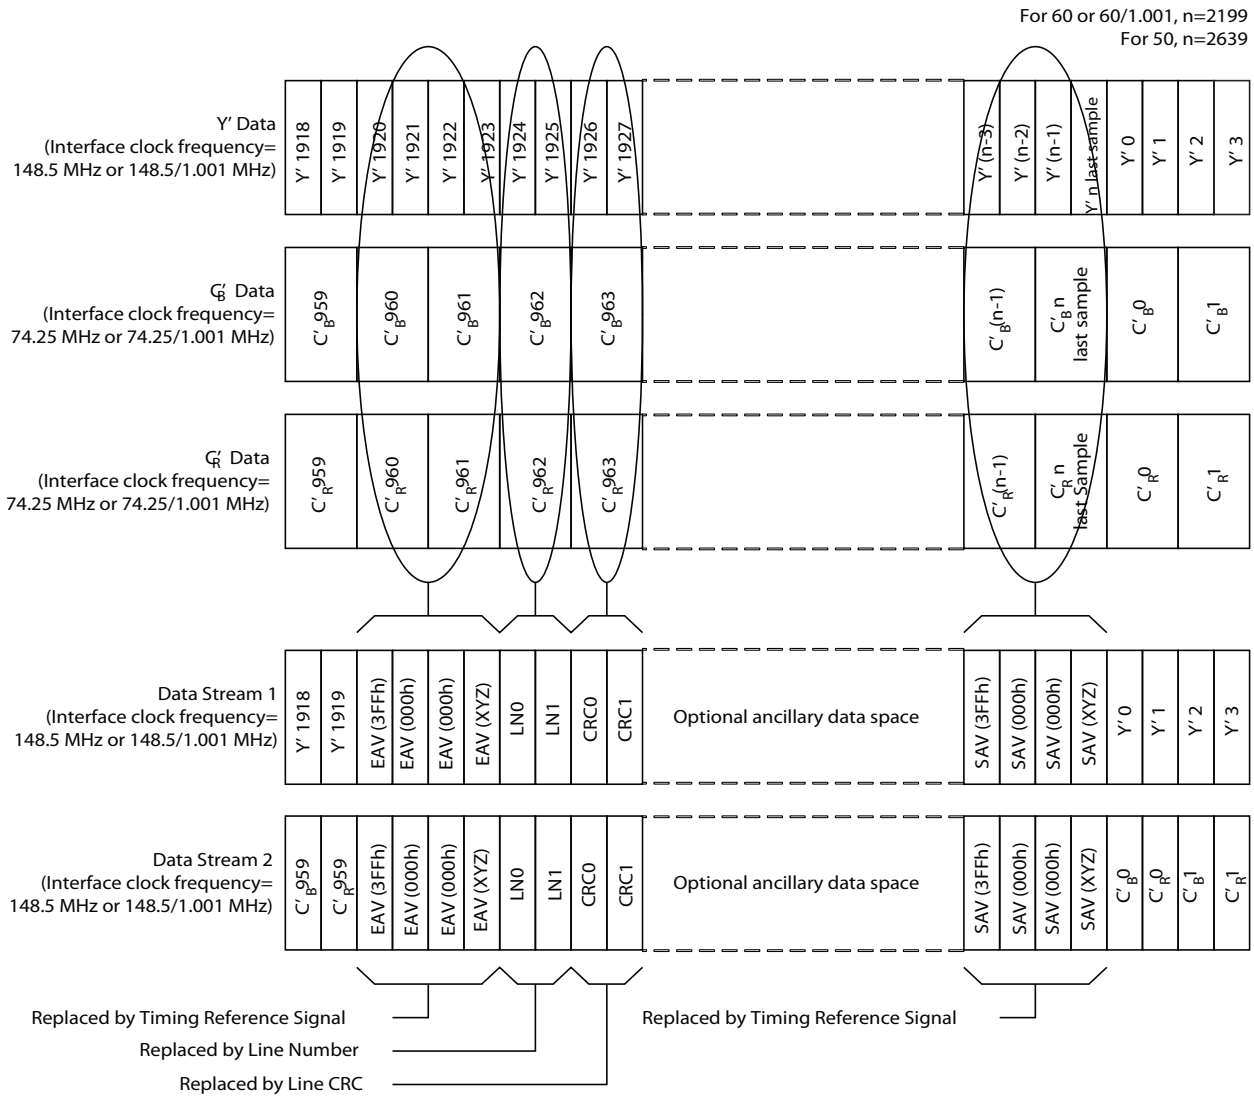 For 60 or 60/1.001, n=2199
For 50, n=2639
Y' Data
(Interface clock frequency=
148.5 MHz or 148.5/1.001 MHz)
Y' 1918
Y' 1919
Y' 1920
Y' 1921
Y' 1922
Y' 1923
Y' 1924
Y' 1925
Y' 1926
Y' 1927
Y' (n-3)
Y' (n-2)
Y' (n-1)
Y' n last sample
Y' 0
Y' 1
Y' 2
Y' 3
C'B Data
(Interface clock frequency=
74.25 MHz or 74.25/1.001 MHz)
C'B959
C'B960
C'B961
C'B962
C'B963
C'B(n-1)
C'B n
last sample
C'B0
C'B1
C'R Data
(Interface clock frequency=
74.25 MHz or 74.25/1.001 MHz)
C'R959
C'R960
C'R961
C'R962
C'R963
C'R(n-1)
C'R n
last Sample
C'R0
C'R1
Data Stream 1
(Interface clock frequency=
148.5 MHz or 148.5/1.001 MHz)
Y' 1918
Y' 1919
EAV (3FFh)
EAV (000h)
EAV (000h)
EAV (XYZ)
LN0
LN1
CRC0
CRC1
Optional ancillary data space
SAV (3FFh)
SAV (000h)
SAV (000h)
SAV (XYZ)
Y' 0
Y' 1
Y' 2
Y' 3
Data Stream 2
(Interface clock frequency=
148.5 MHz or 148.5/1.001 MHz)
C'B959
C'R959
EAV (3FFh)
EAV (000h)
EAV (000h)
EAV (XYZ)
LN0
LN1
CRC0
CRC1
Optional ancillary data space
SAV (3FFh)
SAV (000h)
SAV (000h)
SAV (XYZ)
C'B0
C'R0
C'B1
C'R1
Replaced by Timing Reference Signal
Replaced by Timing Reference Signal
Replaced by Line Number
Replaced by Line CRC